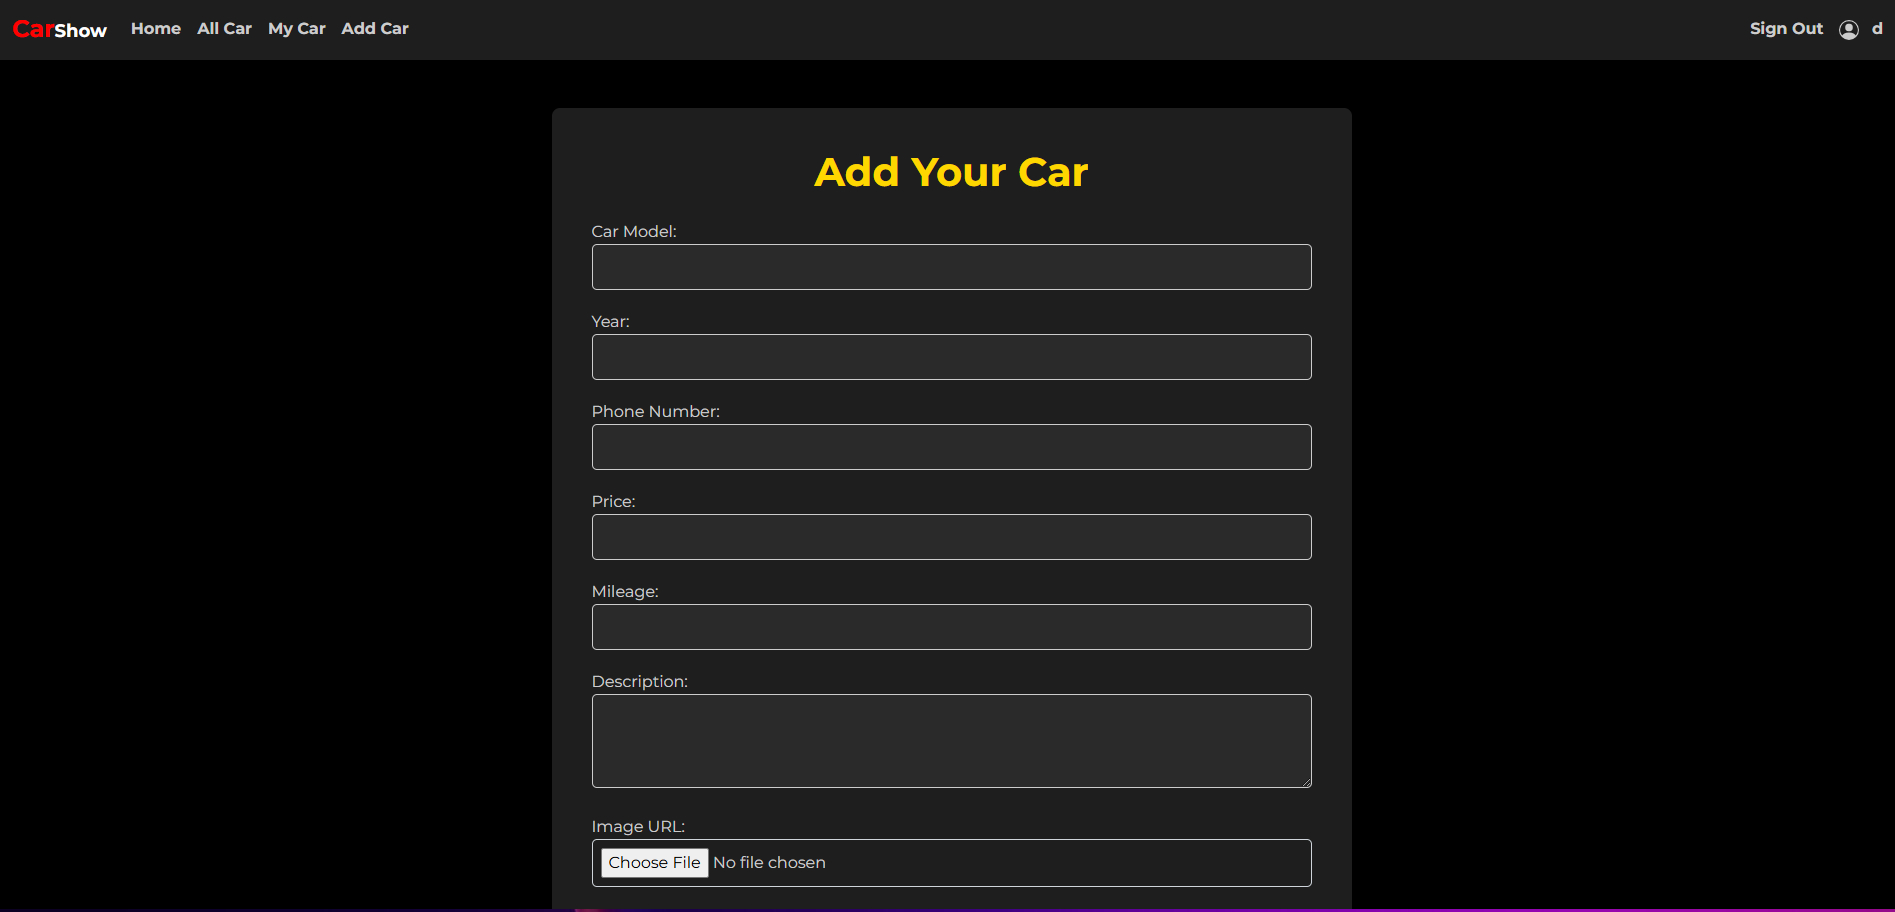 CarShow Home All Car My Car Add Car Sign Out d
Add Your Car
Car Model:
Year:
Phone Number:
Price:
Mileage:
Description:
Image URL:
Choose File No file chosen